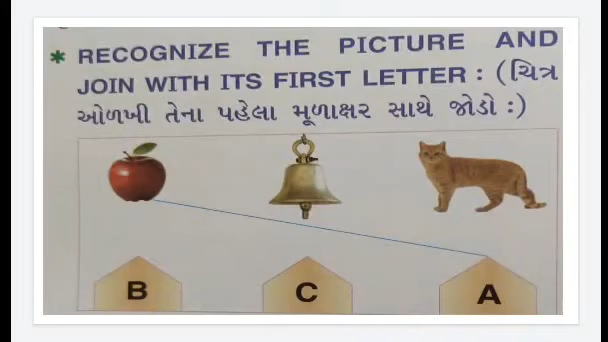 * RECOGNIZE THE PICTURE AND
JOIN WITH ITS FIRST LETTER : (ચિત્ર
ઓળખી તેના પહેલા મૂળાક્ષર સાથે જોડો :)
B C A